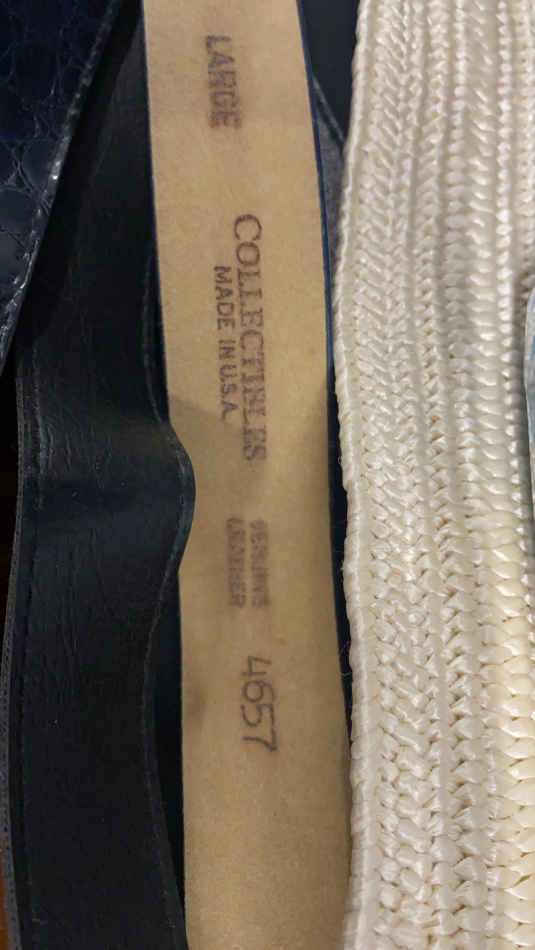 LARGE
COLLECTIBLES
MADE IN U.S.A.
GENUINE
LEATHER
4657